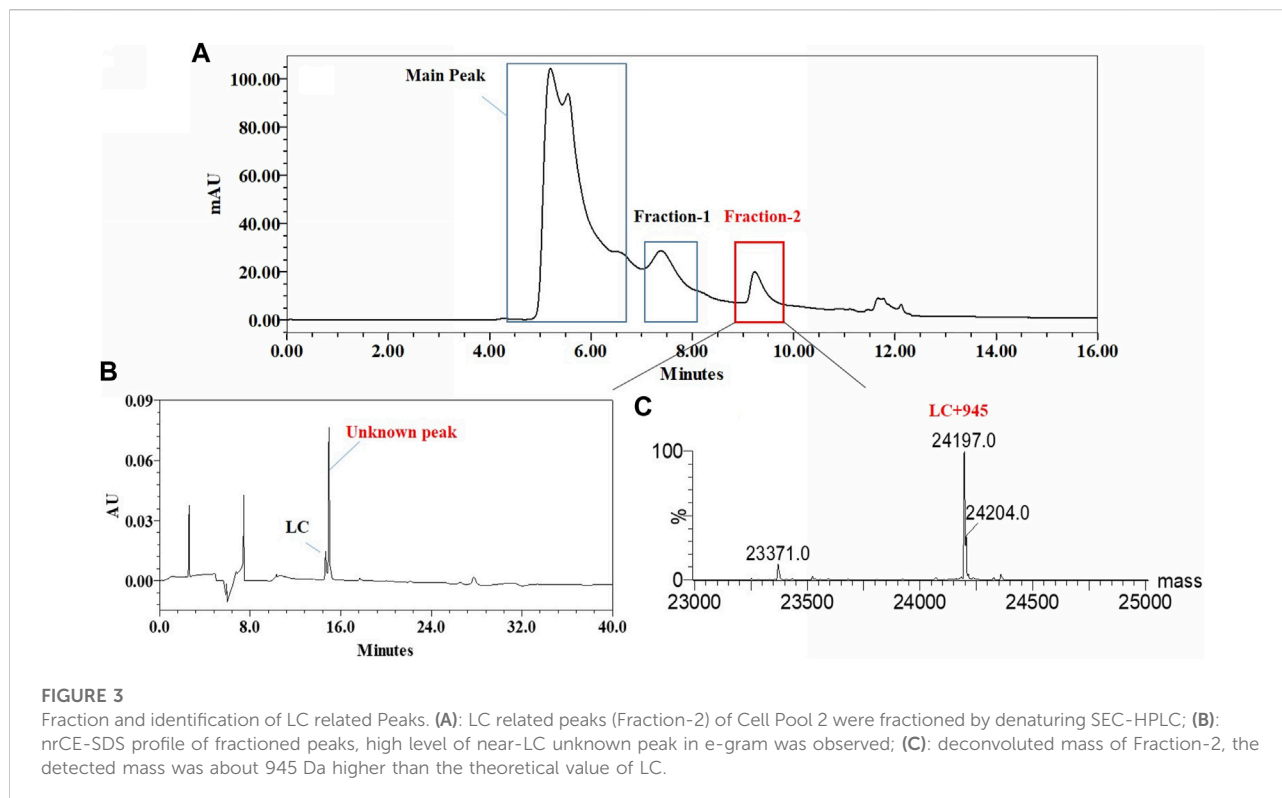 A
Main Peak
Fraction-1
Fraction-2
mAU
100.00
80.00
60.00
40.00
20.00
0.00
0.00 2.00 4.00 6.00 8.00 10.00 12.00 14.00 16.00
Minutes
B
Unknown peak
LC
AU
0.09
0.06
0.03
0.00
0.0 8.0 16.0 24.0 32.0 40.0
Minutes
C
LC+945
24197.0
24204.0
23371.0
100
%
0
mass
23000 23500 24000 24500 25000
FIGURE 3
Fraction and identification of LC related Peaks. (A): LC related peaks (Fraction-2) of Cell Pool 2 were fractioned by denaturing SEC-HPLC; (B):
nrCE-SDS profile of fractioned peaks, high level of near-LC unknown peak in e-gram was observed; (C): deconvoluted mass of Fraction-2, the
detected mass was about 945 Da higher than the theoretical value of LC.